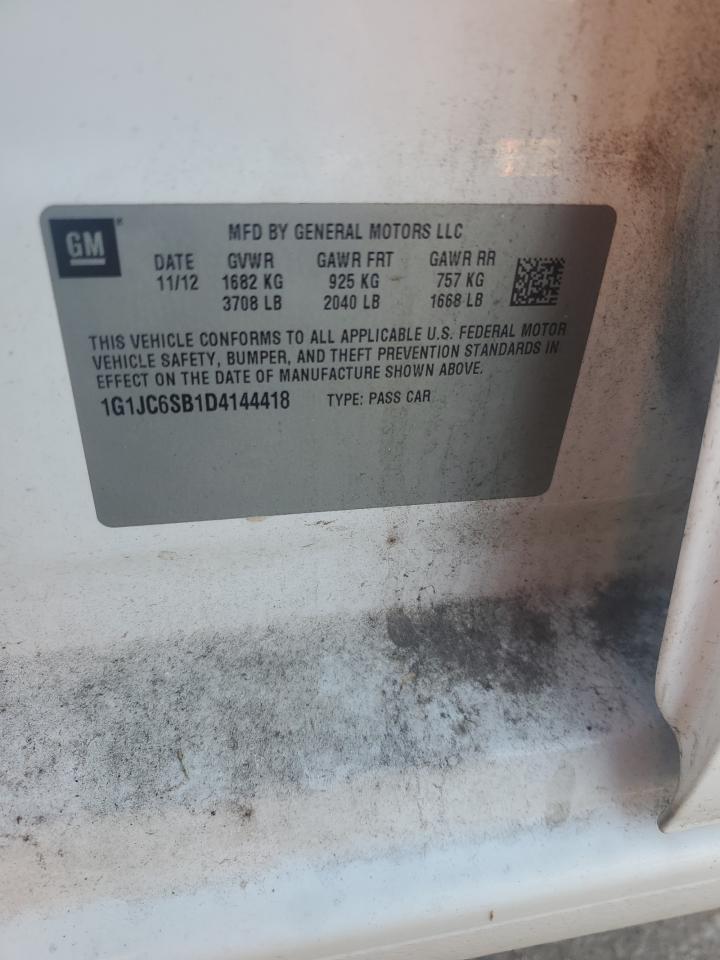 GM
MFD BY GENERAL MOTORS LLC
DATE GVWR GAWR FRT GAWR RR
11/12 1682 KG 925 KG 757 KG
3708 LB 2040 LB 1668 LB
THIS VEHICLE CONFORMS TO ALL APPLICABLE U.S. FEDERAL MOTOR
VEHICLE SAFETY, BUMPER, AND THEFT PREVENTION STANDARDS IN
EFFECT ON THE DATE OF MANUFACTURE SHOWN ABOVE.
1G1JC6SB1D4144418 TYPE: PASS CAR